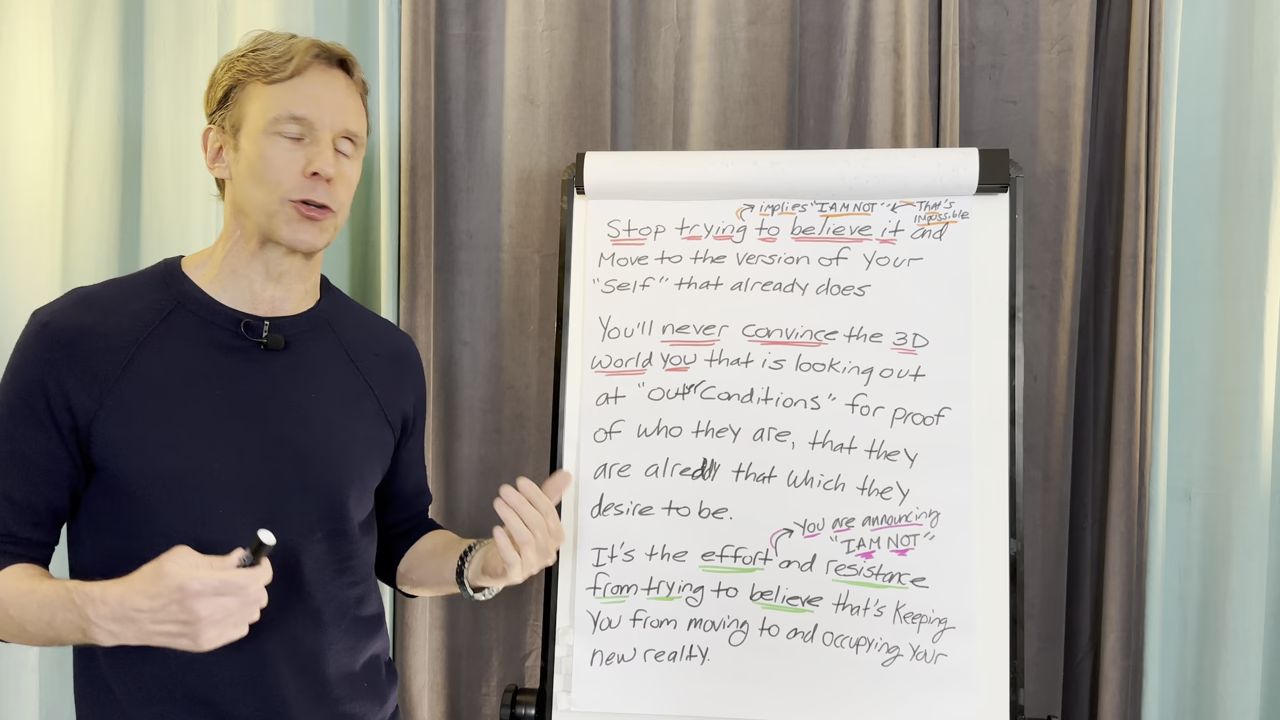 implies "I AM NOT" ← That's
impossible
Stop trying to believe it and
Move to the version of your
"Self" that already does
You'll never convince the 3D
world you that is looking out
at "outer conditions" for proof
of who they are, that they
are already that which they
desire to be.
You are announcing
"I AM NOT"
It's the effort and resistance
from trying to believe that's keeping
you from moving to and occupying your
new realty.